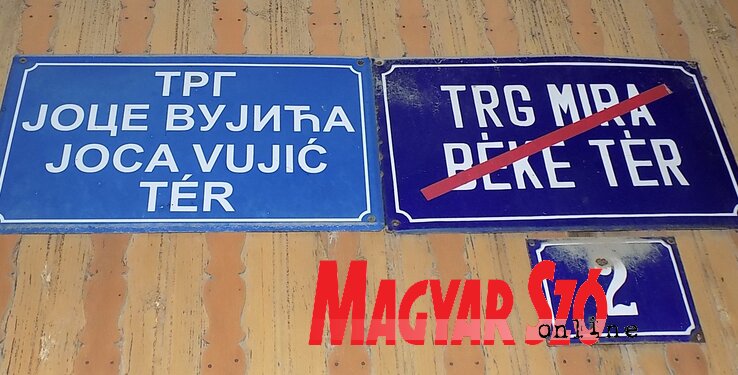 ТРГ
ЈОЦЕ ВУЈИЋА
JOCA VUJIĆ
TÉR
TRG MIRA
BÉKE TÉR
2
MAGYAR SZÓ
online